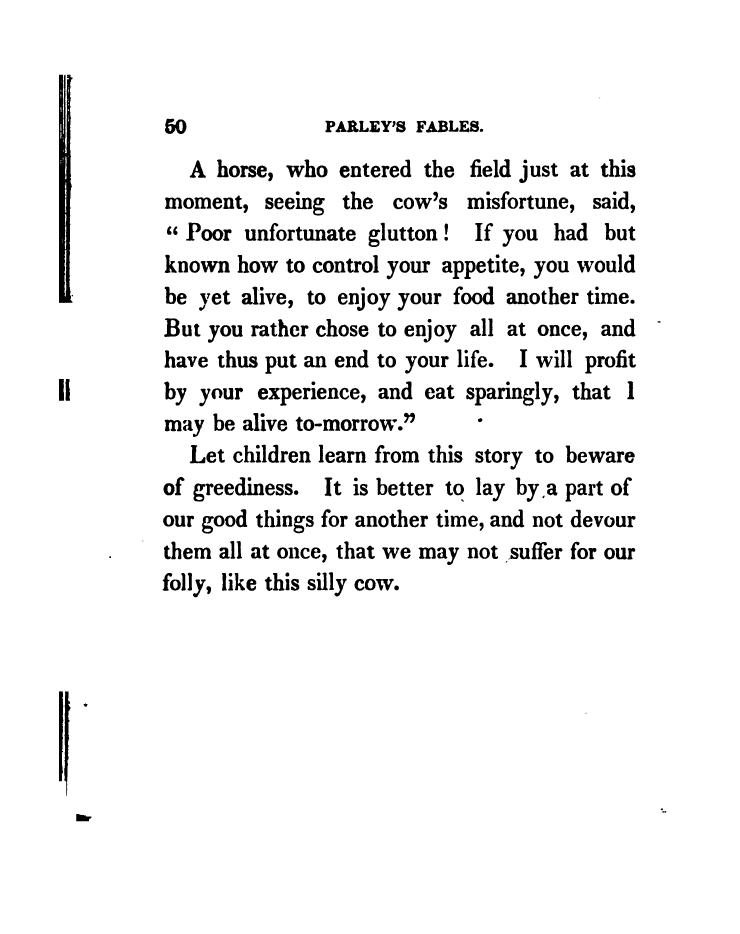 50 PARLEY'S FABLES.
A horse, who entered the field just at this
moment, seeing the cow's misfortune, said,
“ Poor unfortunate glutton ! If you had but
known how to control your appetite, you would
be yet alive, to enjoy your food another time.
But you rather chose to enjoy all at once, and
have thus put an end to your life. I will profit
by your experience, and eat sparingly, that I
may be alive to-morrow.”
Let children learn from this story to beware
of greediness. It is better to lay by a part of
our good things for another time, and not devour
them all at once, that we may not suffer for our
folly, like this silly cow.